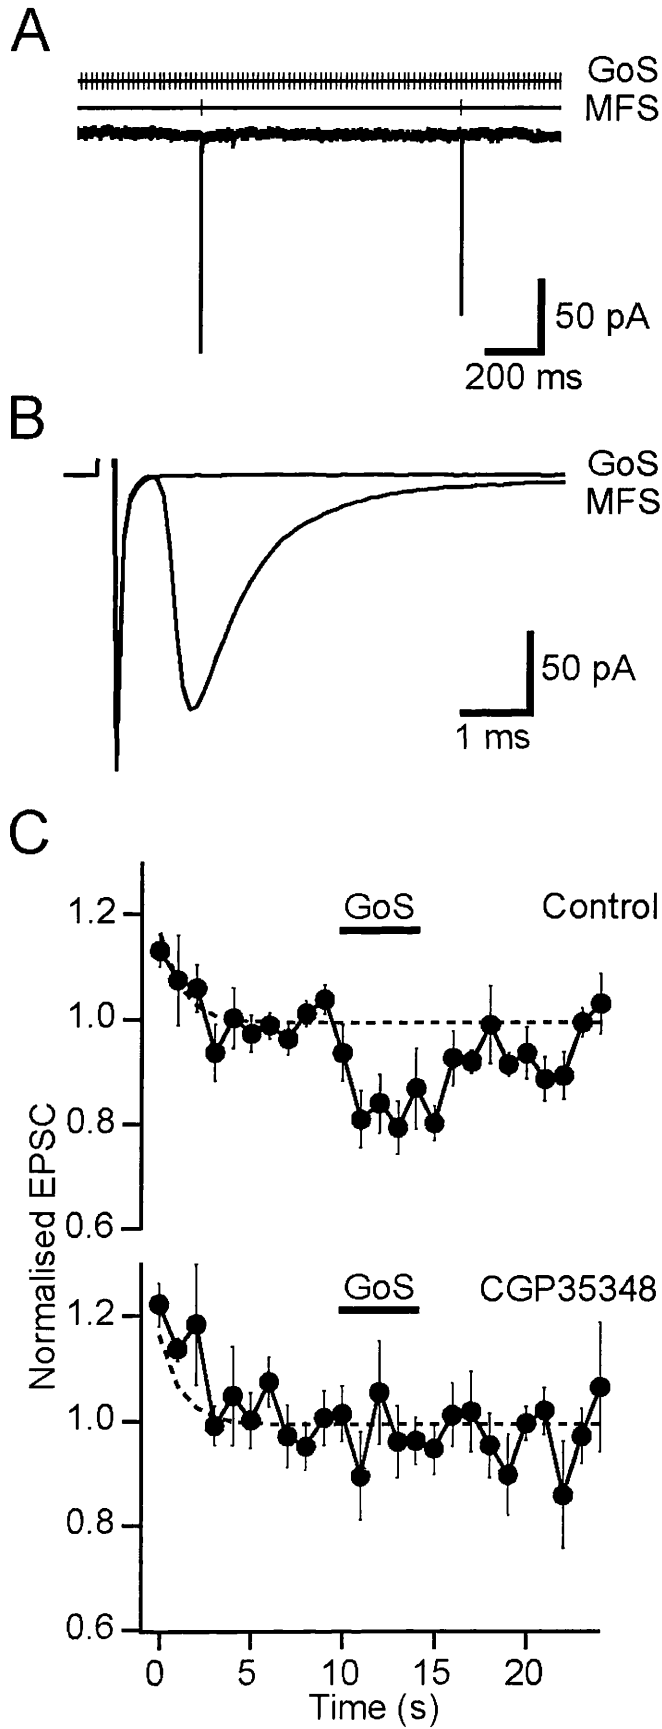 A
GoS
MFS
50 pA
200 ms
B
GoS
MFS
50 pA
1 ms
C
GoS Control
1.2
1.0
0.8
0.6
Normalised EPSC
GoS CGP35348
1.2
1.0
0.8
0.6
0 5 10 15 20
Time (s)